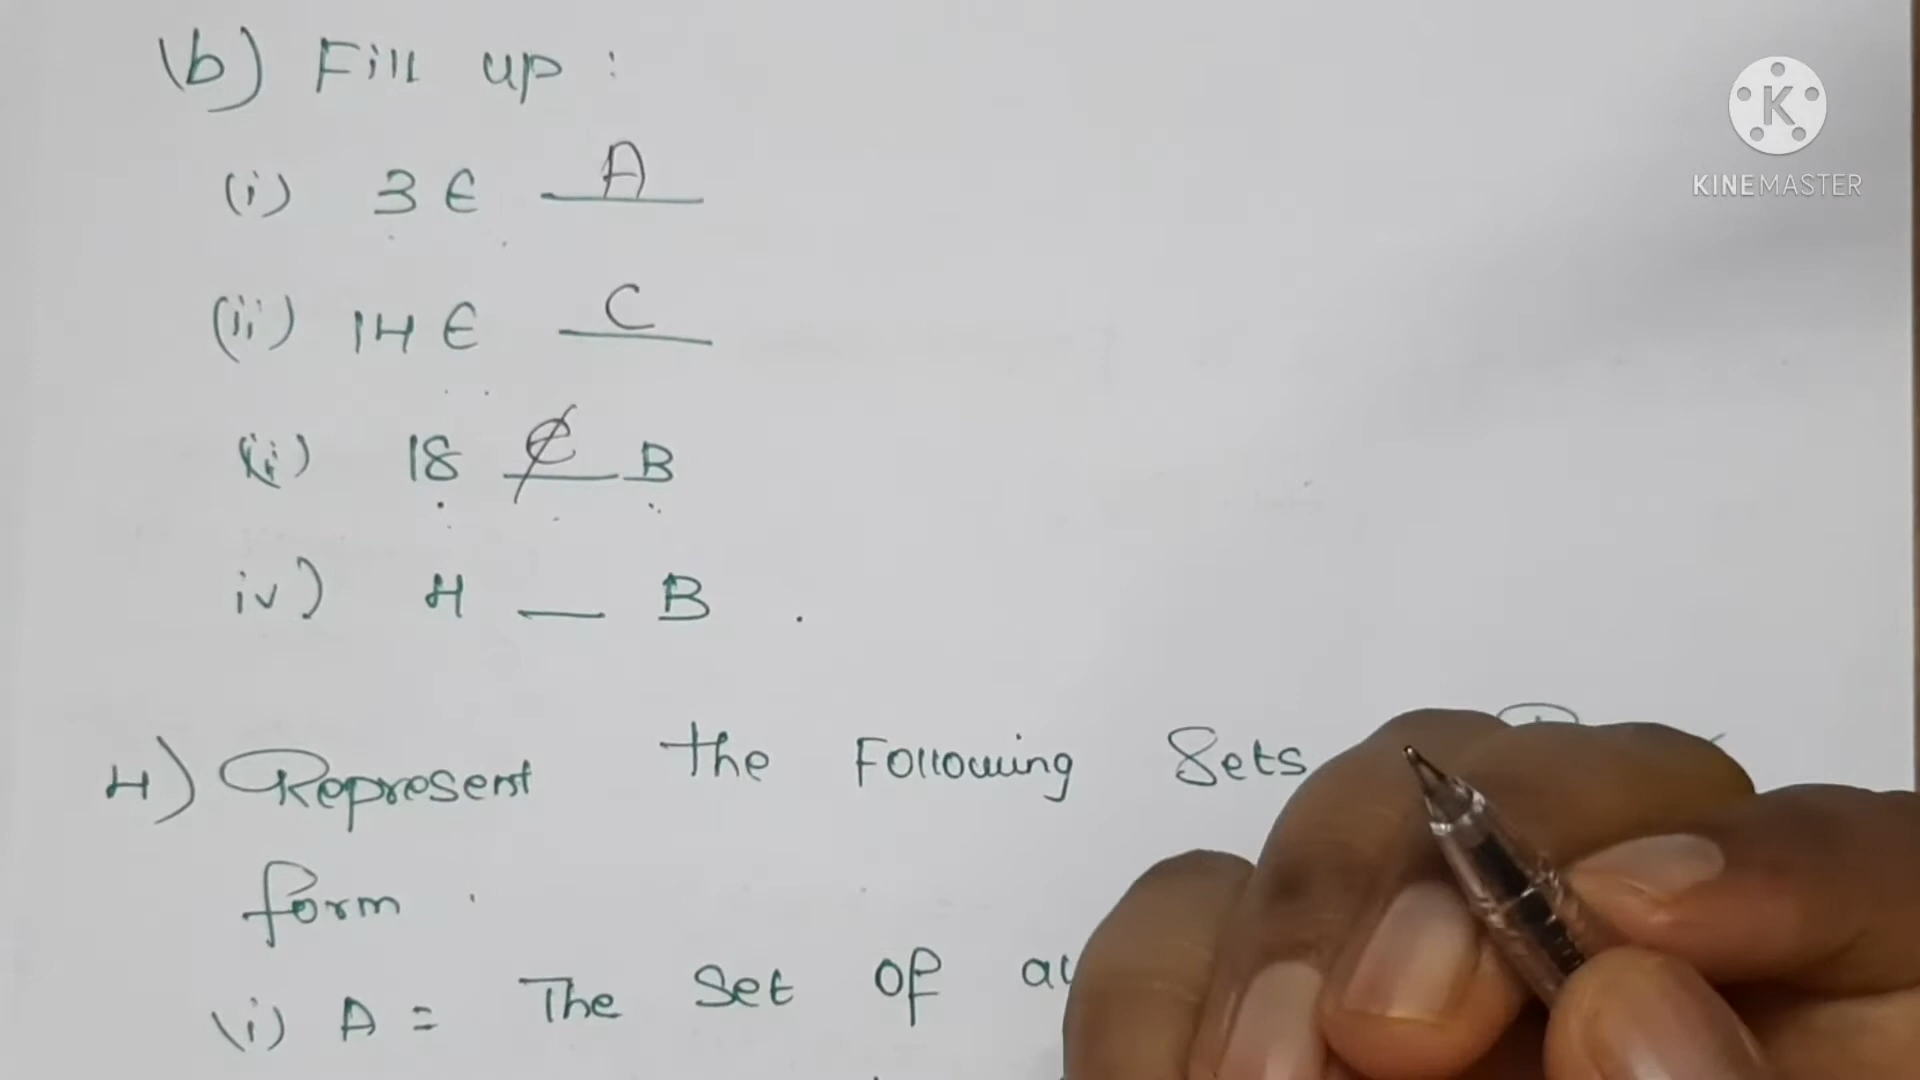 (b) Fill up :
K
KINEMASTER
(i) 3 ∈ A
(ii) 14 ∈ C
18 ∉ B
iv) 4 __ B .
4) Represent the Following Sets
form .
(i) A = The Set of